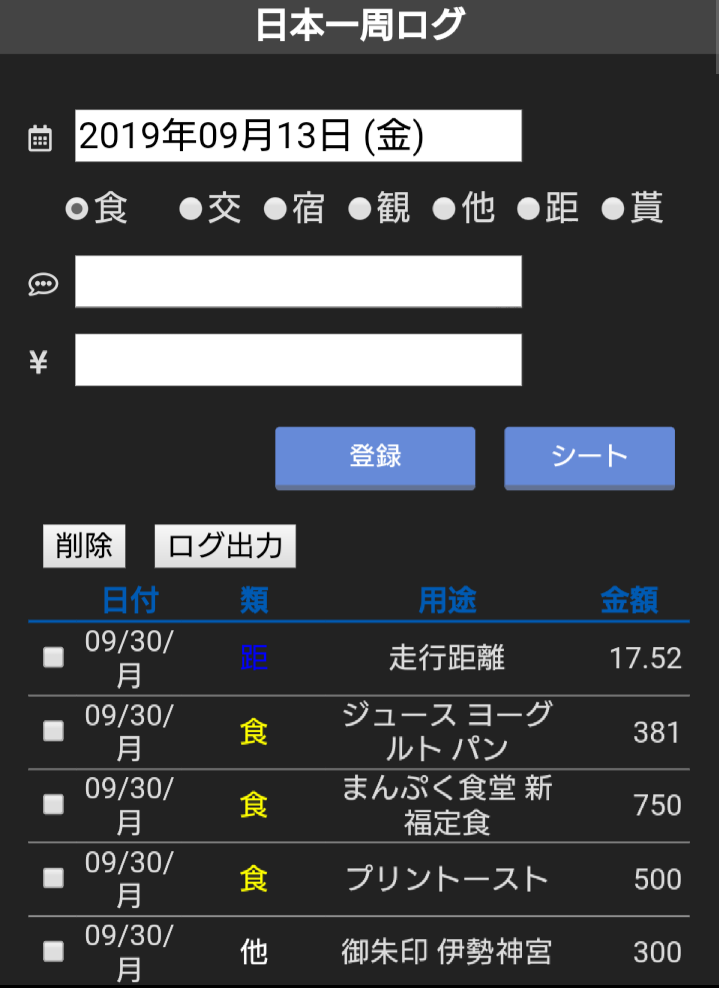 日本一周ログ
2019年09月13日 (金)
食 交 宿 観 他 距 貰
¥
登録 シート
削除 ログ出力
日付 類 用途 金額
09/30/
月 距 走行距離 17.52
09/30/
月 食 ジュース ヨーグ
ルト パン 381
09/30/
月 食 まんぷく食堂 新
福定食 750
09/30/
月 食 プリントースト 500
09/30/
月 他 御朱印 伊勢神宮 300